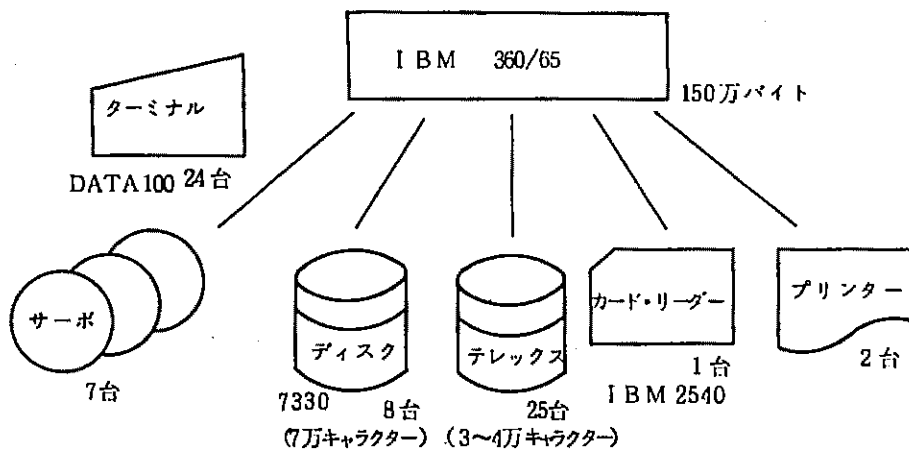 IBM 360/65
150万バイト
ターミナル
DATA100 24台
サーボ
7台
ディスク
7330 8台
(7万キャラクター)
テレックス
25台
(3〜4万キャラクター)
カード・リーダー
1台
IBM 2540
プリンター
2台